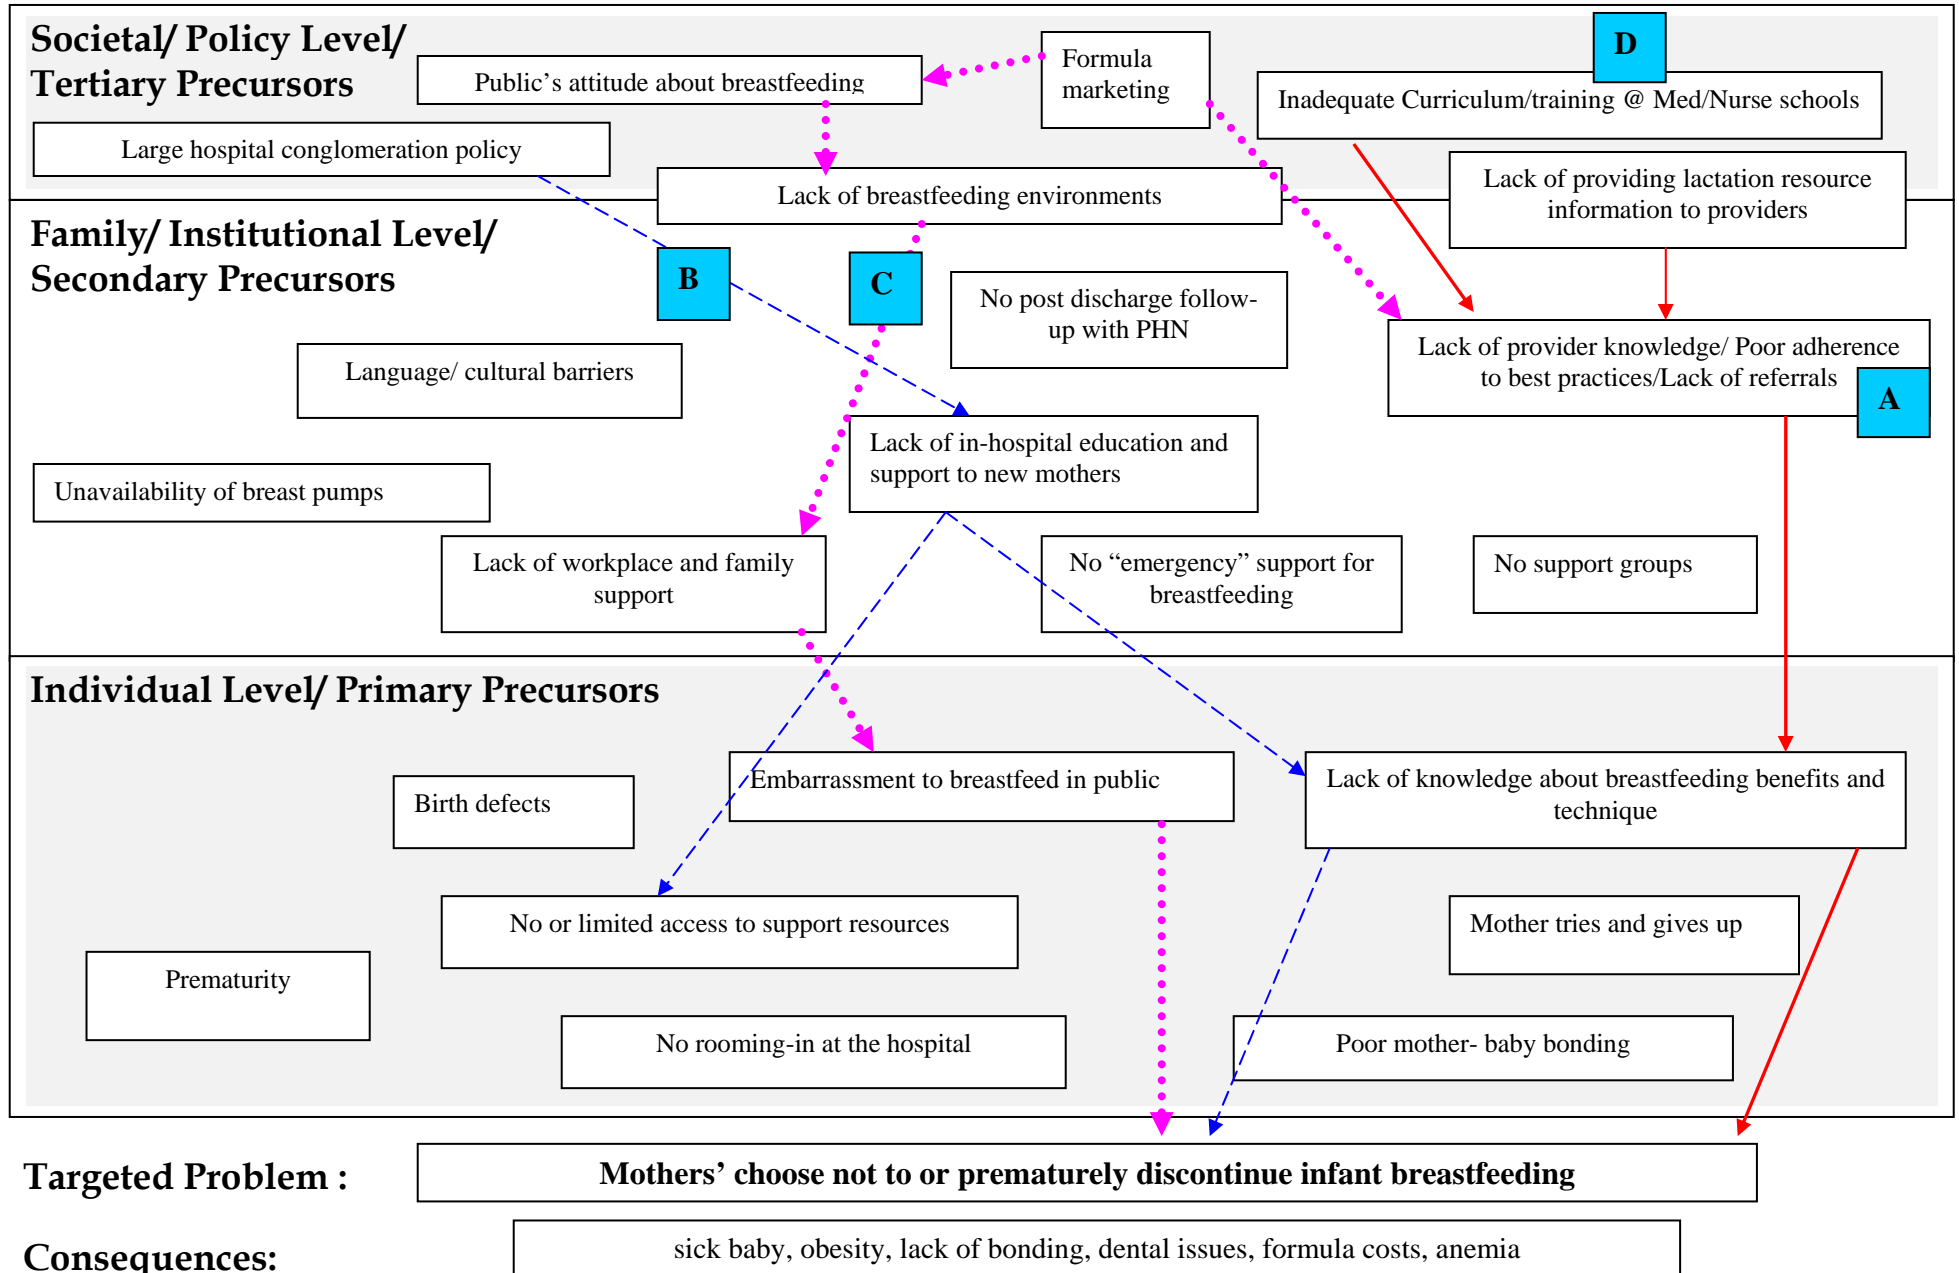 Societal/ Policy Level/
Tertiary Precursors
D
Formula
marketing
Public's attitude about breastfeeding
Inadequate Curriculum/training @ Med/Nurse schools
Large hospital conglomeration policy
Lack of providing lactation resource
information to providers
Lack of breastfeeding environments
Family/ Institutional Level/
Secondary Precursors
B
C
No post discharge follow-
up with PHN
Lack of provider knowledge/ Poor adherence
to best practices/Lack of referrals
A
Language/ cultural barriers
Lack of in-hospital education and
support to new mothers
Unavailability of breast pumps
Lack of workplace and family
support
No “emergency” support for
breastfeeding
No support groups
Individual Level/ Primary Precursors
Embarrassment to breastfeed in public
Lack of knowledge about breastfeeding benefits and
technique
Birth defects
No or limited access to support resources
Mother tries and gives up
Prematurity
No rooming-in at the hospital
Poor mother- baby bonding
Targeted Problem :
Mothers’ choose not to or prematurely discontinue infant breastfeeding
Consequences:
sick baby, obesity, lack of bonding, dental issues, formula costs, anemia